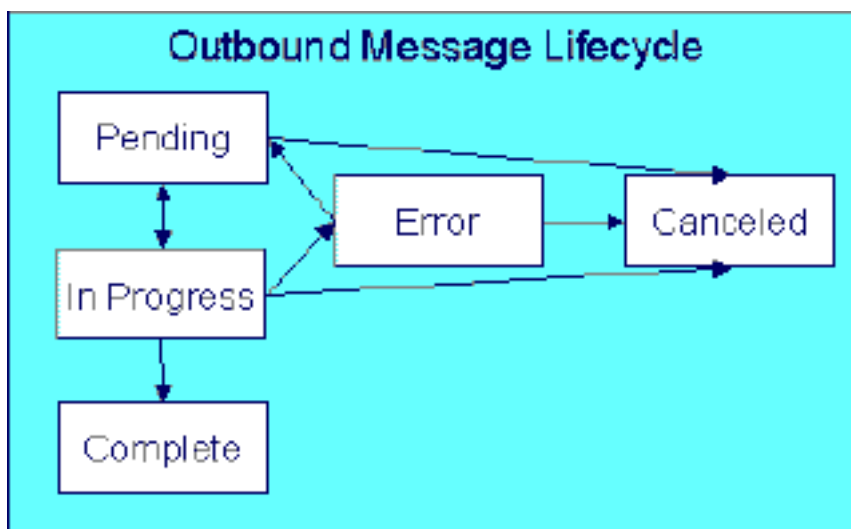 Outbound Message Lifecycle
Pending
Error
Canceled
In Progress
Complete